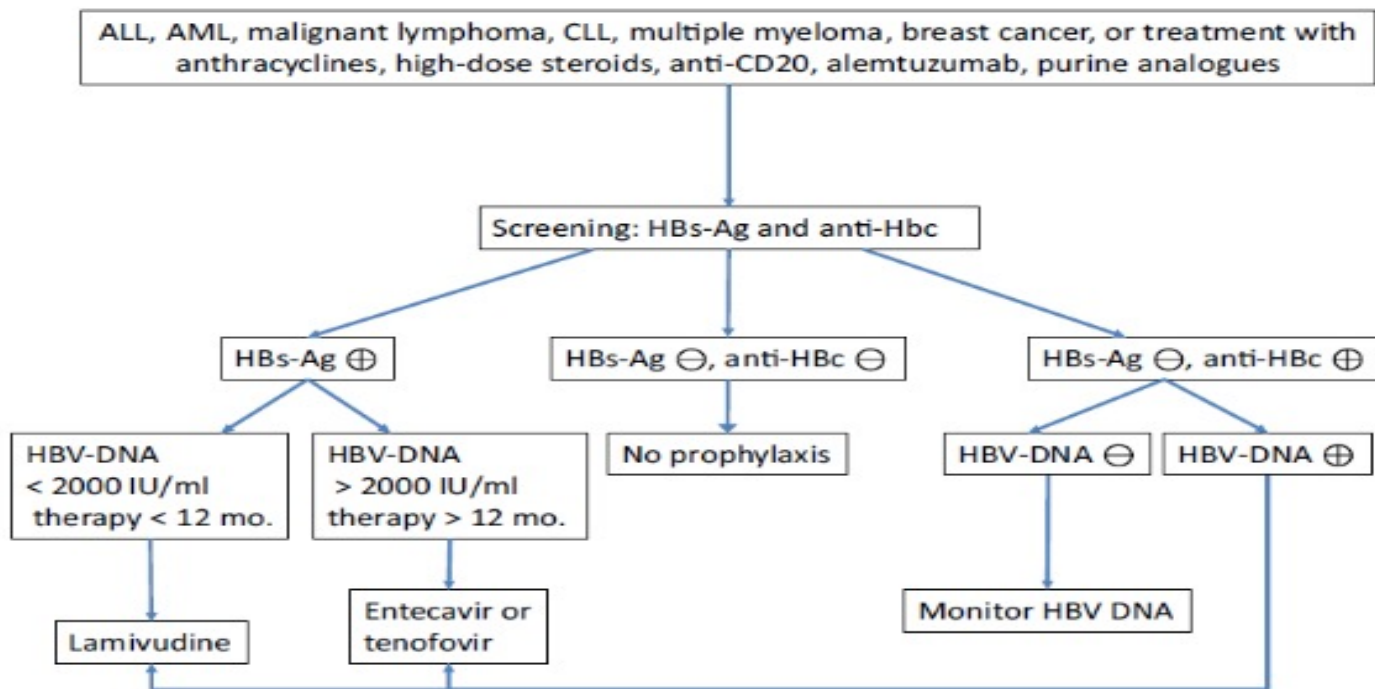 ALL, AML, malignant lymphoma, CLL, multiple myeloma, breast cancer, or treatment with
anthracyclines, high-dose steroids, anti-CD20, alemtuzumab, purine analogues
Screening: HBs-Ag and anti-Hbc
HBs-Ag ⊕
HBs-Ag ⊖, anti-HBc ⊖
HBs-Ag ⊖, anti-HBc ⊕
HBV-DNA
< 2000 IU/ml
therapy < 12 mo.
HBV-DNA
> 2000 IU/ml
therapy > 12 mo.
No prophylaxis
HBV-DNA ⊖
HBV-DNA ⊕
Lamivudine
Entecavir or
tenofovir
Monitor HBV DNA